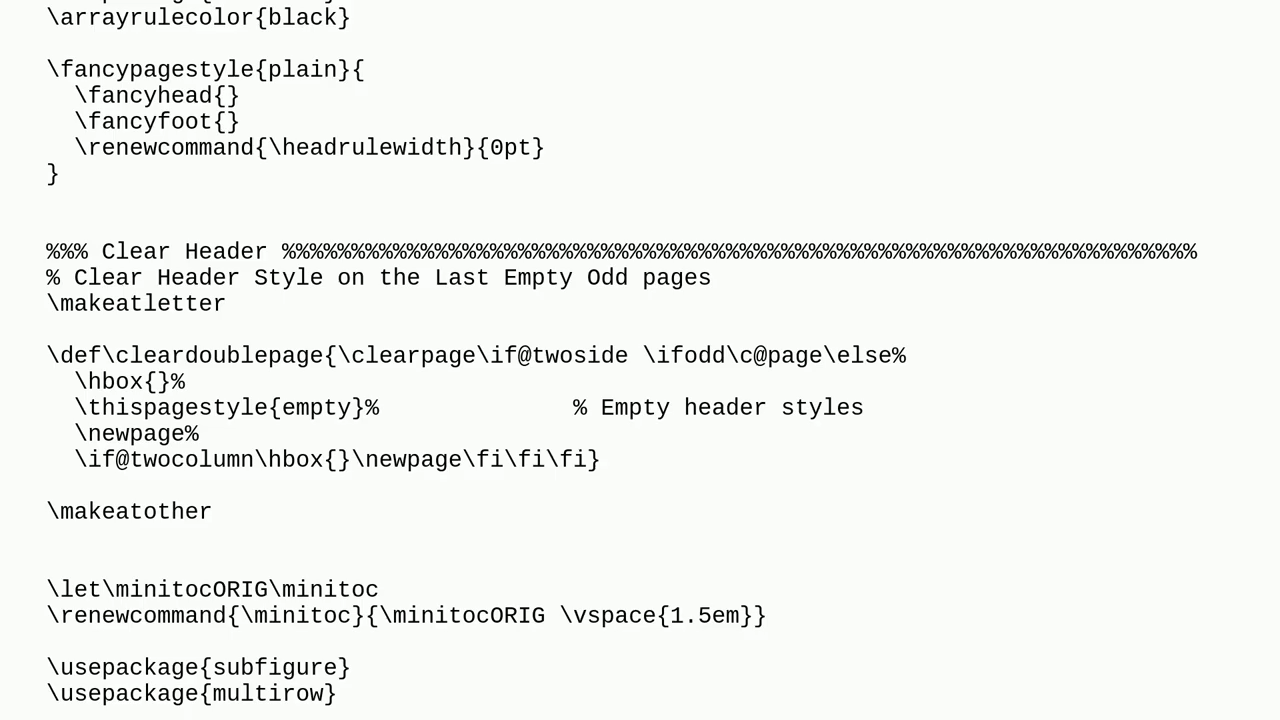 \arrayrulecolor{black}
\fancypagestyle{plain}{
  \fancyhead{}
  \fancyfoot{}
  \renewcommand{\headrulewidth}{0pt}
}
%%% Clear Header %%%%%%%%%%%%%%%%%%%%%%%%%%%%%%%%%%%%%%%%%%%%%%%%%%%%%%%%%%%%%%%%%%
% Clear Header Style on the Last Empty Odd pages
\makeatletter
\def\cleardoublepage{\clearpage\if@twoside \ifodd\c@page\else%
  \hbox{}%
  \thispagestyle{empty}%              % Empty header styles
  \newpage%
  \if@twocolumn\hbox{}\newpage\fi\fi\fi}
\makeatother
\let\minitocORIG\minitoc
\renewcommand{\minitoc}{\minitocORIG \vspace{1.5em}}
\usepackage{subfigure}
\usepackage{multirow}